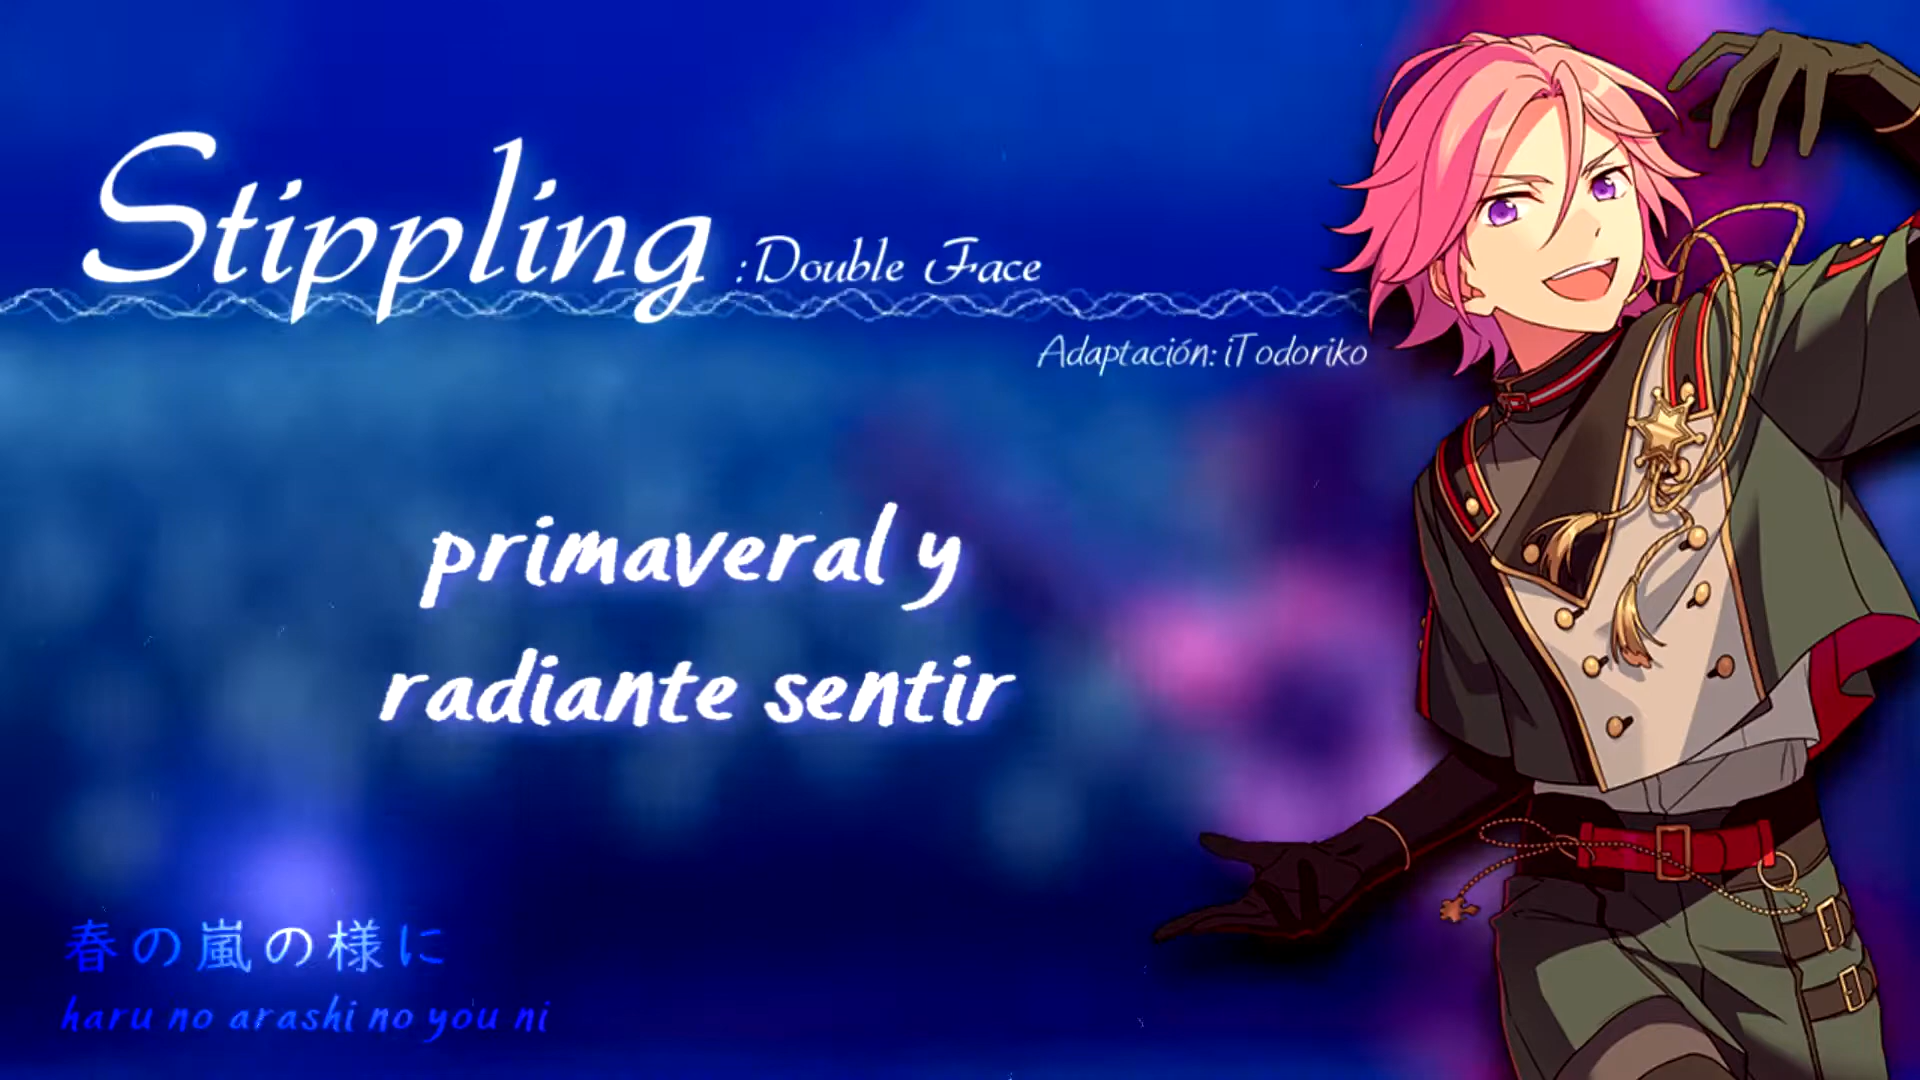 Stippling :Double Face
Adaptación: iTodoriko
primaveral y
radiante sentir
春の嵐の様に
haru no arashi no you ni